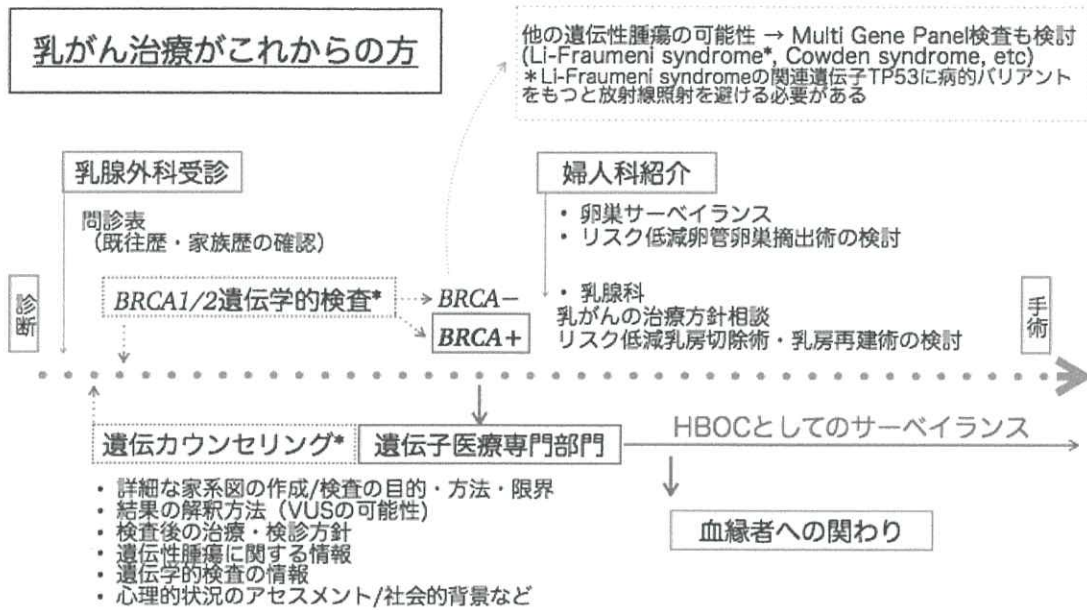 乳がん治療がこれからの方
他の遺伝性腫瘍の可能性 → Multi Gene Panel検査も検討
(Li-Fraumeni syndrome*, Cowden syndrome, etc)
＊Li-Fraumeni syndromeの関連遺伝子TP53に病的バリアント
をもつと放射線照射を避ける必要がある
乳腺外科受診
問診表
（既往歴・家族歴の確認）
婦人科紹介
・ 卵巣サーベイランス
・ リスク低減卵管卵巣摘出術の検討
診断
BRCA1/2遺伝学的検査*
BRCA−
BRCA+
・ 乳腺科
乳がんの治療方針相談
リスク低減乳房切除術・乳房再建術の検討
手術
遺伝カウンセリング*
遺伝子医療専門部門
HBOCとしてのサーベイランス
・ 詳細な家系図の作成/検査の目的・方法・限界
・ 結果の解釈方法（VUSの可能性)
・ 検査後の治療・検診方針
・ 遺伝性腫瘍に関する情報
・ 遺伝学的検査の情報
・ 心理的状況のアセスメント/社会的背景など
血縁者への関わり